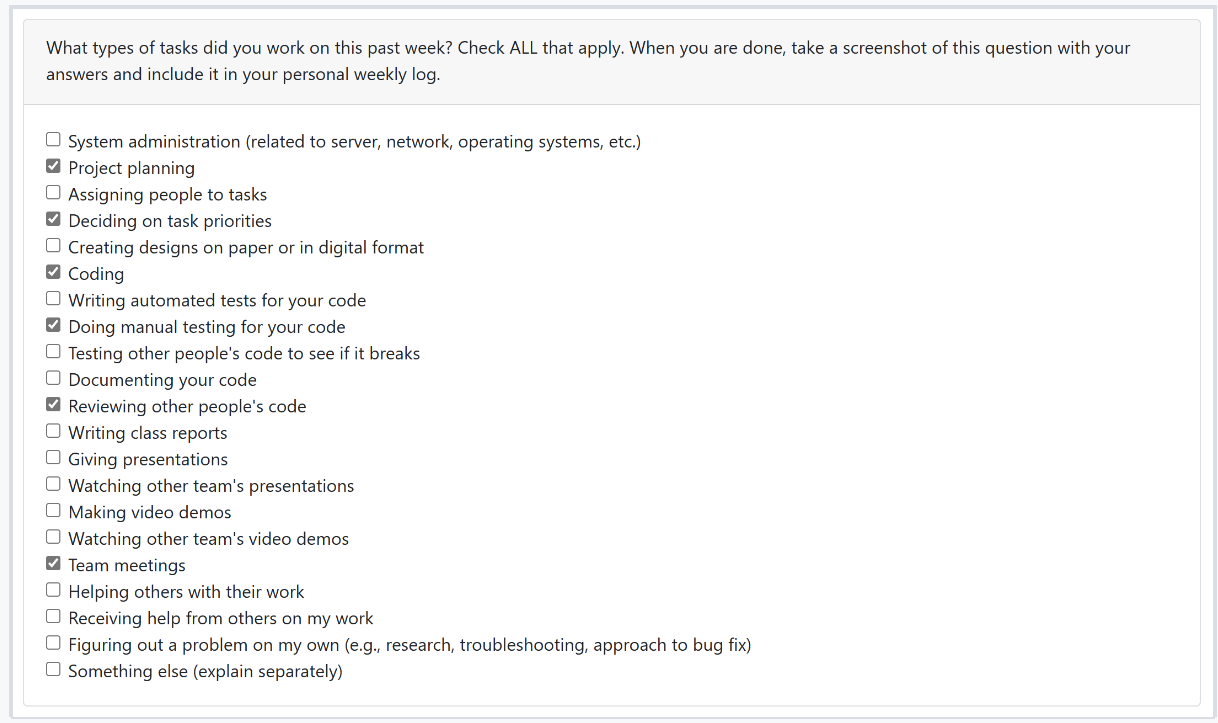 What types of tasks did you work on this past week? Check ALL that apply. When you are done, take a screenshot of this question with your
answers and include it in your personal weekly log.
System administration (related to server, network, operating systems, etc.)
Project planning
Assigning people to tasks
Deciding on task priorities
Creating designs on paper or in digital format
Coding
Writing automated tests for your code
Doing manual testing for your code
Testing other people's code to see if it breaks
Documenting your code
Reviewing other people's code
Writing class reports
Giving presentations
Watching other team's presentations
Making video demos
Watching other team's video demos
Team meetings
Helping others with their work
Receiving help from others on my work
Figuring out a problem on my own (e.g., research, troubleshooting, approach to bug fix)
Something else (explain separately)